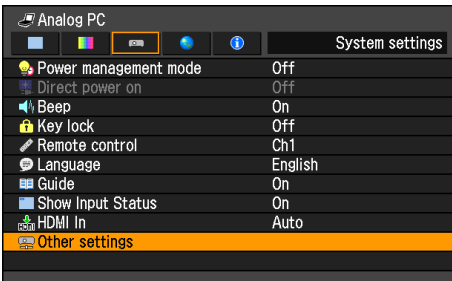 Analog PC
System settings
Power management mode Off
Direct power on Off
Beep On
Key lock Off
Remote control Ch1
Language English
Guide On
Show Input Status On
HDMI In Auto
Other settings